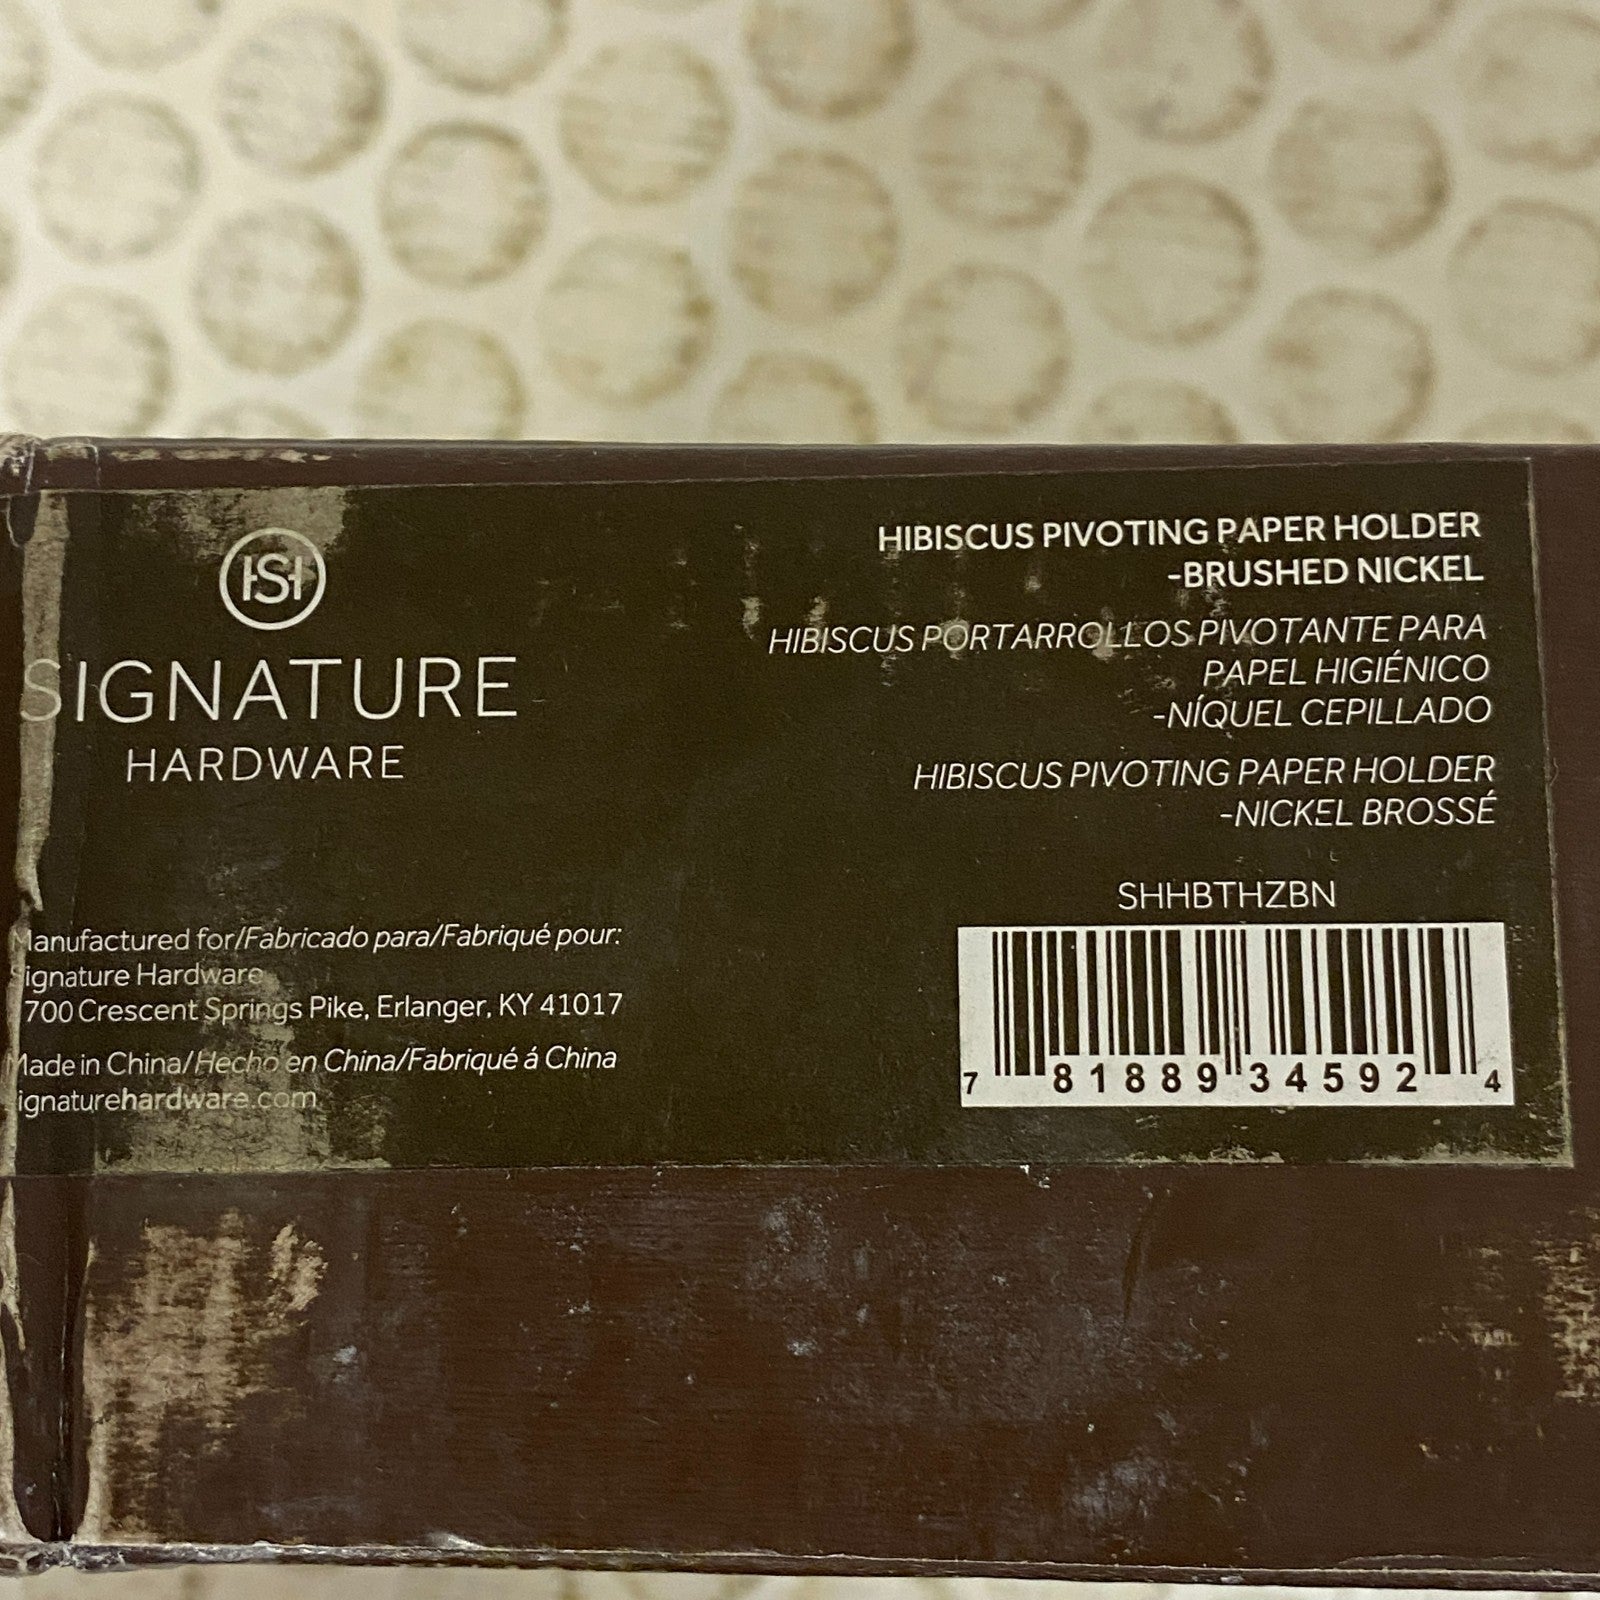 SH
SIGNATURE
HARDWARE
Manufactured for/Fabricado para/Fabriqué pour:
Signature Hardware
700 Crescent Springs Pike, Erlanger, KY 41017
Made in China/Hecho en China/Fabriqué á China
signaturehardware.com
HIBISCUS PIVOTING PAPER HOLDER
-BRUSHED NICKEL
HIBISCUS PORTARROLLOS PIVOTANTE PARA
PAPEL HIGIÉNICO
-NÍQUEL CEPILLADO
HIBISCUS PIVOTING PAPER HOLDER
-NICKEL BROSSÉ
SHHBTHZBN
7 81889 34592 4